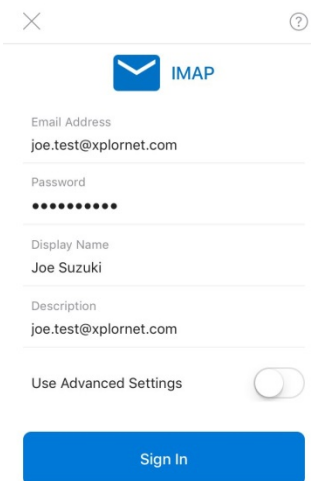 IMAP
Email Address
joe.test@xplornet.com
Password
●●●●●●●●●●
Display Name
Joe Suzuki
Description
joe.test@xplornet.com
Use Advanced Settings
Sign In